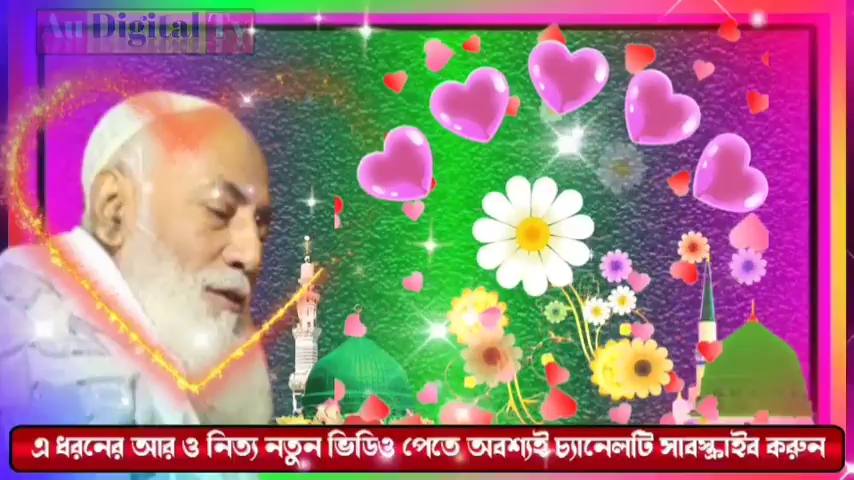 Au Digital Tv
এ ধরনের আর ও নিত্য নতুন ভিডিও পেতে অবশ্যই চ্যানেলটি সাবস্ক্রাইব করুন